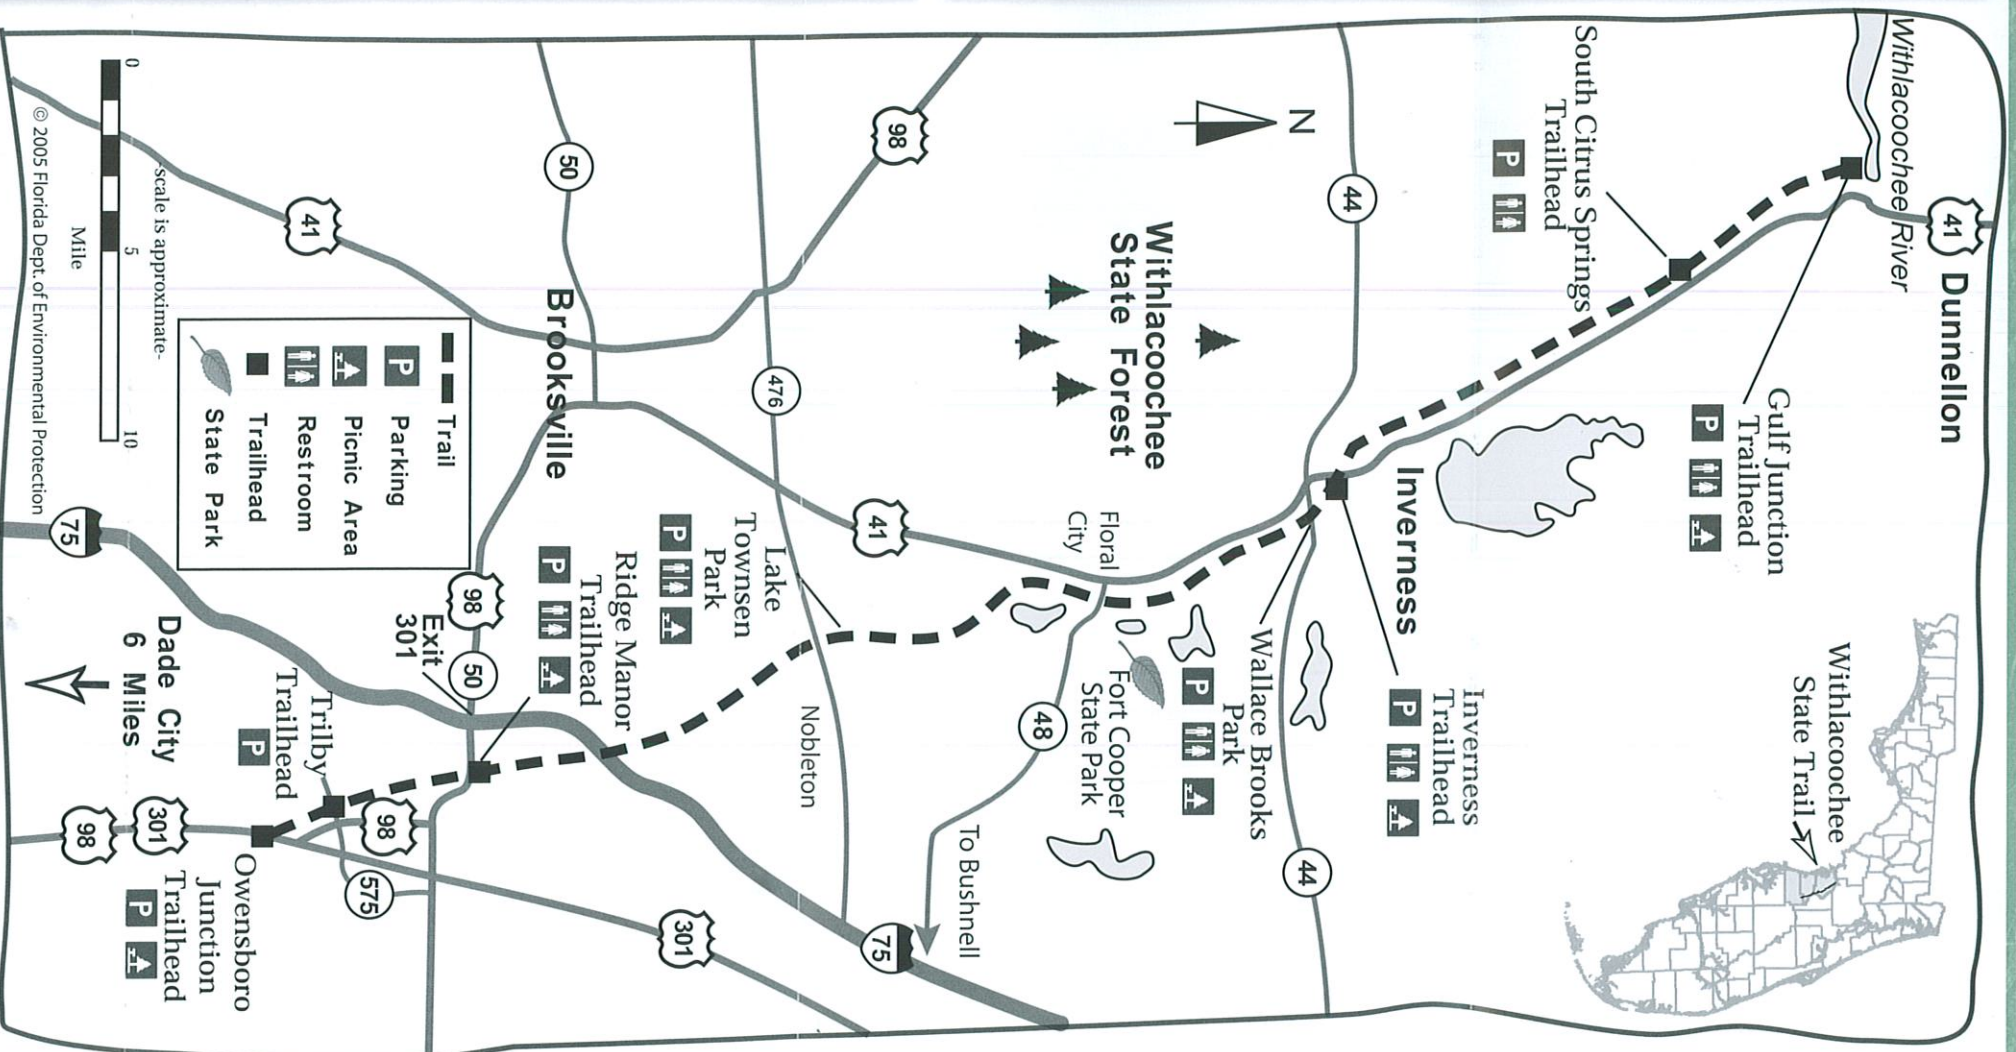 Withlacoochee River
41
Dunnellon
Gulf Junction
Trailhead
P
Withlacoochee
State Trail
South Citrus Springs
Trailhead
P
N
44
Inverness
Inverness
Trailhead
P
Withlacoochee
State Forest
Wallace Brooks
Park
P
44
Floral
City
Fort Cooper
State Park
48
To Bushnell
98
41
476
Lake
Townsen
Park
P
Nobleton
75
50
Brooksville
Ridge Manor
Trailhead
P
301
98
Exit
301
50
41
Trail
P
Parking
Picnic Area
Restroom
Trailhead
State Park
Trilby
Trailhead
P
98
575
Owensboro
Junction
Trailhead
P
Dade City
6 Miles
301
98
75
-scale is approximate-
0
5
10
Mile
© 2005 Florida Dept. of Environmental Protection